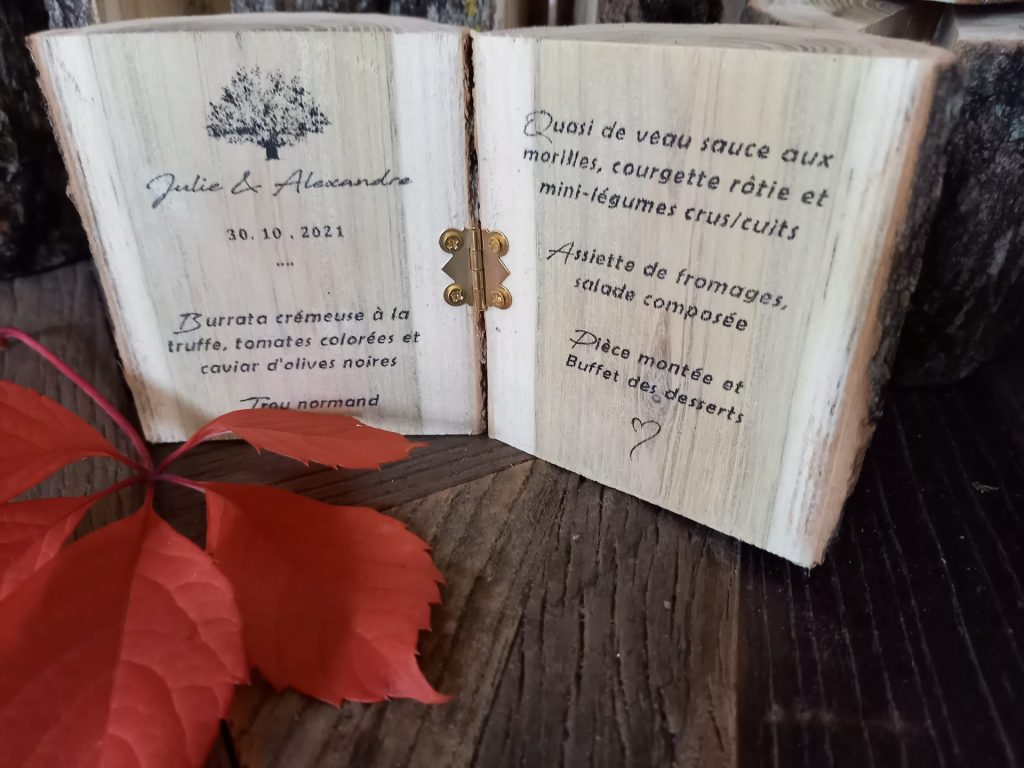 Julie & Alexandre
30.10.2021
""
Burrata crémeuse à la
truffe, tomates colorées et
caviar d'olives noires
Trou normand
Quasi de veau sauce aux
morilles, courgette rôtie et
mini-légumes crus/cuits
Assiette de fromages,
salade composée
Pièce montée et
Buffet des desserts